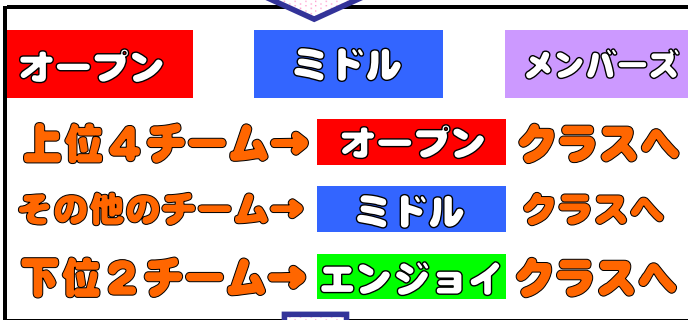 オープン ミドル メンバーズ
上位４チーム→ オープン クラスへ
その他のチーム→ ミドル クラスへ
下位２チーム→ エンジョイ クラスへ